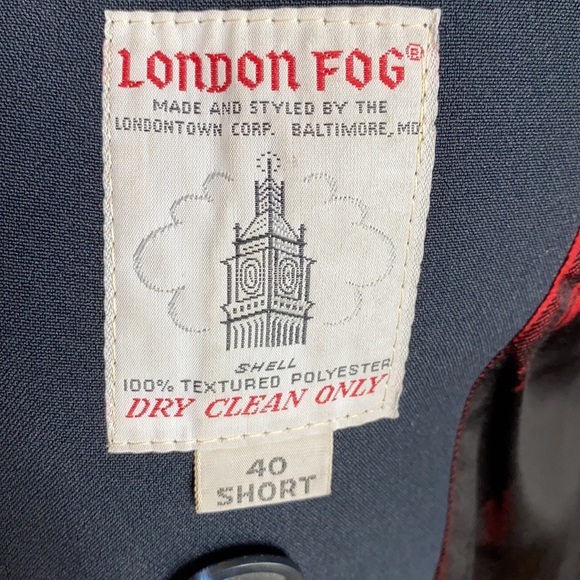 LONDON FOG®
MADE AND STYLED BY THE
LONDONTOWN CORP. BALTIMORE, MD.
SHELL
100% TEXTURED POLYESTER
DRY CLEAN ONLY
40
SHORT